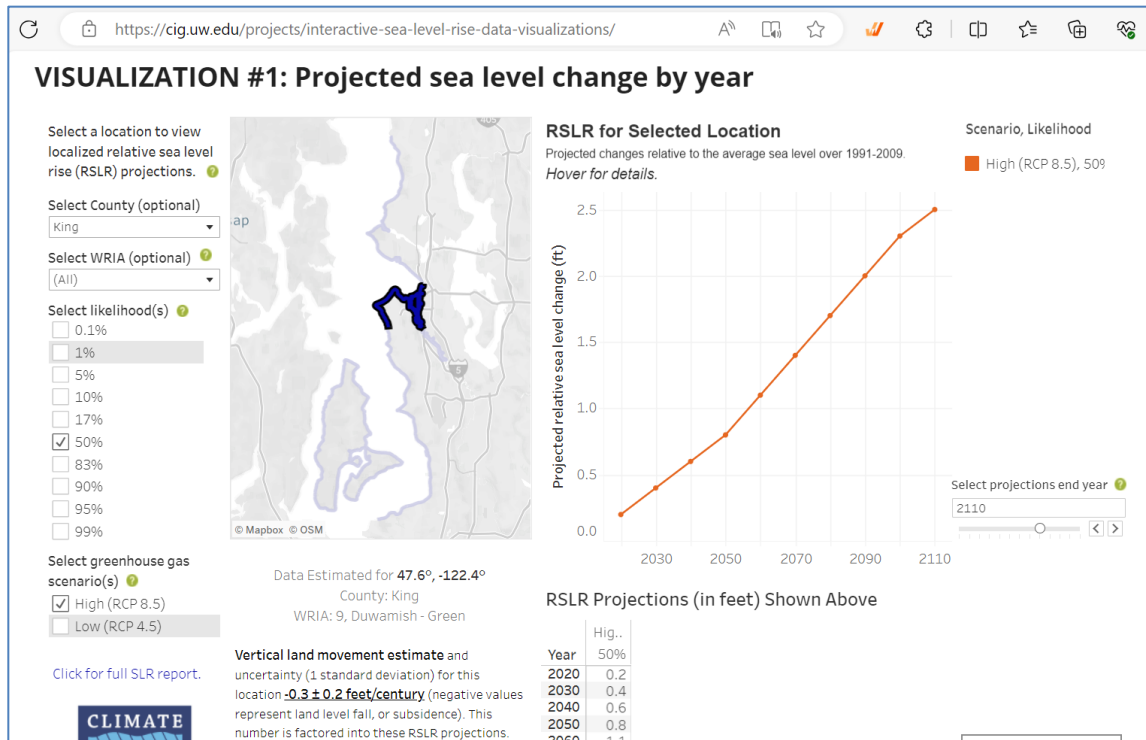 https://cig.uw.edu/projects/interactive-sea-level-rise-data-visualizations/
VISUALIZATION #1: Projected sea level change by year
Select a location to view
localized relative sea level
rise (RSLR) projections.
Select County (optional)
King
Select WRIA (optional)
(All)
Select likelihood(s)
0.1%
1%
5%
10%
17%
50%
83%
90%
95%
99%
Select greenhouse gas
scenario(s)
High (RCP 8.5)
Low (RCP 4.5)
Click for full SLR report.
CLIMATE
405
ap
5
© Mapbox © OSM
Data Estimated for 47.6°, -122.4°
County: King
WRIA: 9, Duwamish - Green
Vertical land movement estimate and
uncertainty (1 standard deviation) for this
location -0.3 ± 0.2 feet/century (negative values
represent land level fall, or subsidence). This
number is factored into these RSLR projections.
RSLR for Selected Location
Projected changes relative to the average sea level over 1991-2009.
Hover for details.
Projected relative sea level change (ft)
2.5
2.0
1.5
1.0
0.5
0.0
2030 2050 2070 2090 2110
Scenario, Likelihood
High (RCP 8.5), 50%
Select projections end year
2110
RSLR Projections (in feet) Shown Above
Hig..
Year 50%
2020 0.2
2030 0.4
2040 0.6
2050 0.8
2060 1.1